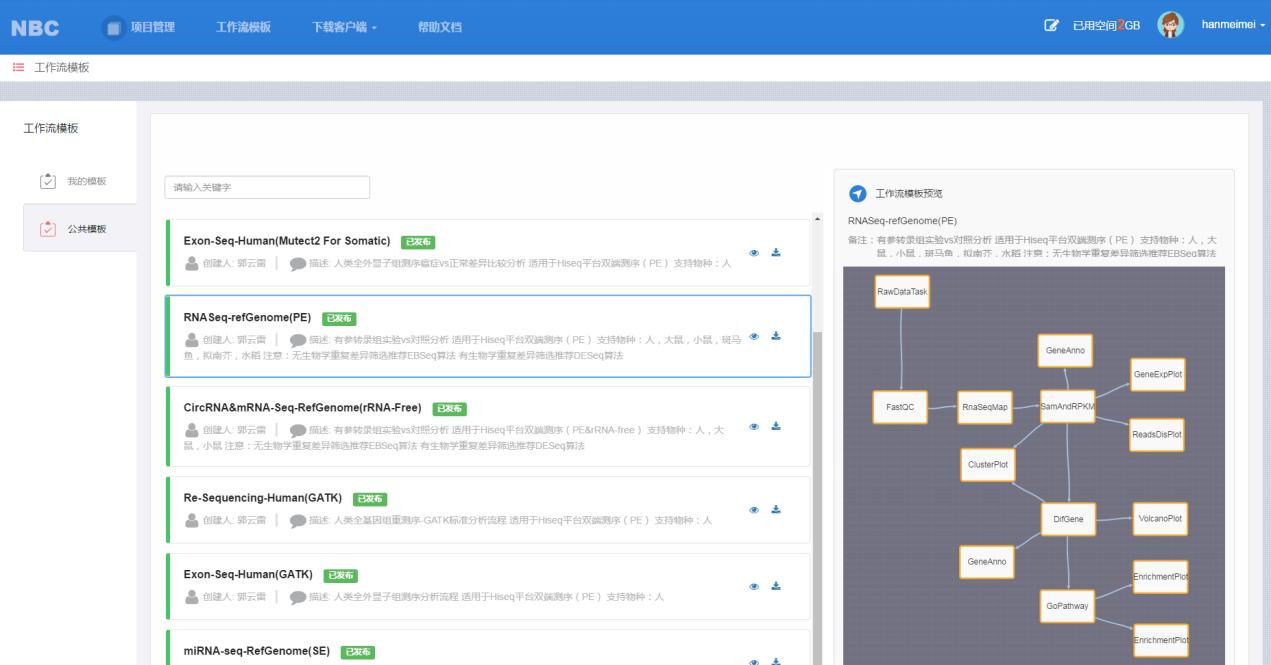 NBC
项目管理
工作流模板
下载客户端
帮助文档
已用空间2GB
hanmeimei
工作流模板
工作流模板
我的模板
公共模板
请输入关键字
Exon-Seq-Human(Mutect2 For Somatic) 已发布
创建人: 郭云雷 描述: 人类全外显子组测序癌症vs正常差异比较分析 适用于Hiseq平台双端测序（PE） 支持物种：人
RNASeq-refGenome(PE) 已发布
创建人: 郭云雷 描述: 有参转录组实验vs对照分析 适用于Hiseq平台双端测序（PE） 支持物种：人，大鼠，小鼠，斑马
鱼，拟南芥，水稻 注意：无生物学重复差异筛选推荐EBSeq算法 有生物学重复差异筛选推荐DESeq算法
CircRNA&mRNA-Seq-RefGenome(rRNA-Free) 已发布
创建人: 郭云雷 描述: 有参转录组实验vs对照分析 适用于Hiseq平台双端测序（PE&rRNA-free） 支持物种：人，大
鼠，小鼠 注意：无生物学重复差异筛选推荐EBSeq算法 有生物学重复差异筛选推荐DESeq算法
Re-Sequencing-Human(GATK) 已发布
创建人: 郭云雷 描述: 人类全基因组重测序-GATK标准分析流程 适用于Hiseq平台双端测序（PE） 支持物种：人
Exon-Seq-Human(GATK) 已发布
创建人: 郭云雷 描述: 人类全外显子组测序分析流程 适用于Hiseq平台双端测序（PE） 支持物种：人
miRNA-seq-RefGenome(SE) 已发布
工作流模板预览
RNASeq-refGenome(PE)
备注：有参转录组实验vs对照分析 适用于Hiseq平台双端测序（PE） 支持物种：人，大
鼠，小鼠，斑马鱼，拟南芥，水稻 注意：无生物学重复差异筛选推荐EBSeq算法
RawDataTask
GeneAnno
GeneExpPlot
FastQC
RnaSeqMap
SamAndRPKM
ReadsDisPlot
ClusterPlot
DifGene
VolcanoPlot
GeneAnno
EnrichmentPlot
GoPathway
EnrichmentPlot